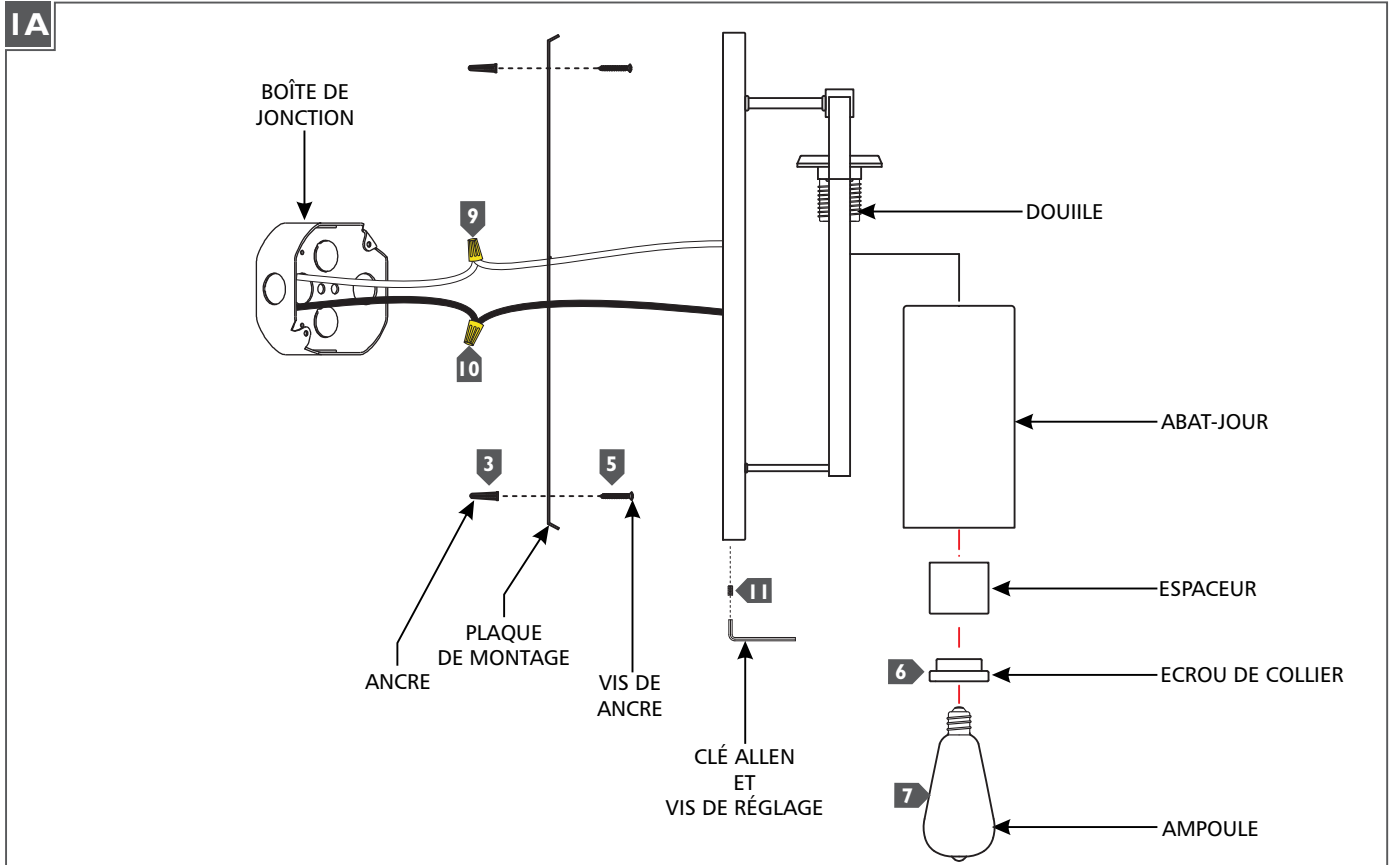 1A
BOÎTE DE
JONCTION
9
DOUIILE
10
ABAT-JOUR
3
5
11
ESPACEUR
PLAQUE
DE MONTAGE
ANCRE
VIS DE
ANCRE
6
ECROU DE COLLIER
CLÉ ALLEN
ET
VIS DE RÉGLAGE
7
AMPOULE